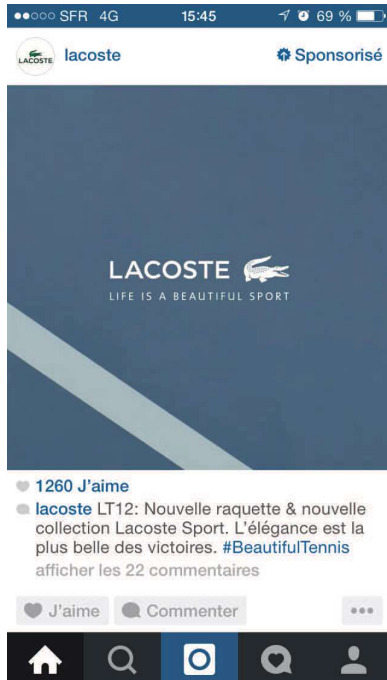 SFR 4G 15:45 69 %
LACOSTE lacoste Sponsorisé
LACOSTE
LIFE IS A BEAUTIFUL SPORT
1260 J'aime
lacoste LT12: Nouvelle raquette & nouvelle
collection Lacoste Sport. L'élégance est la
plus belle des victoires. #BeautifulTennis
afficher les 22 commentaires
J'aime Commenter